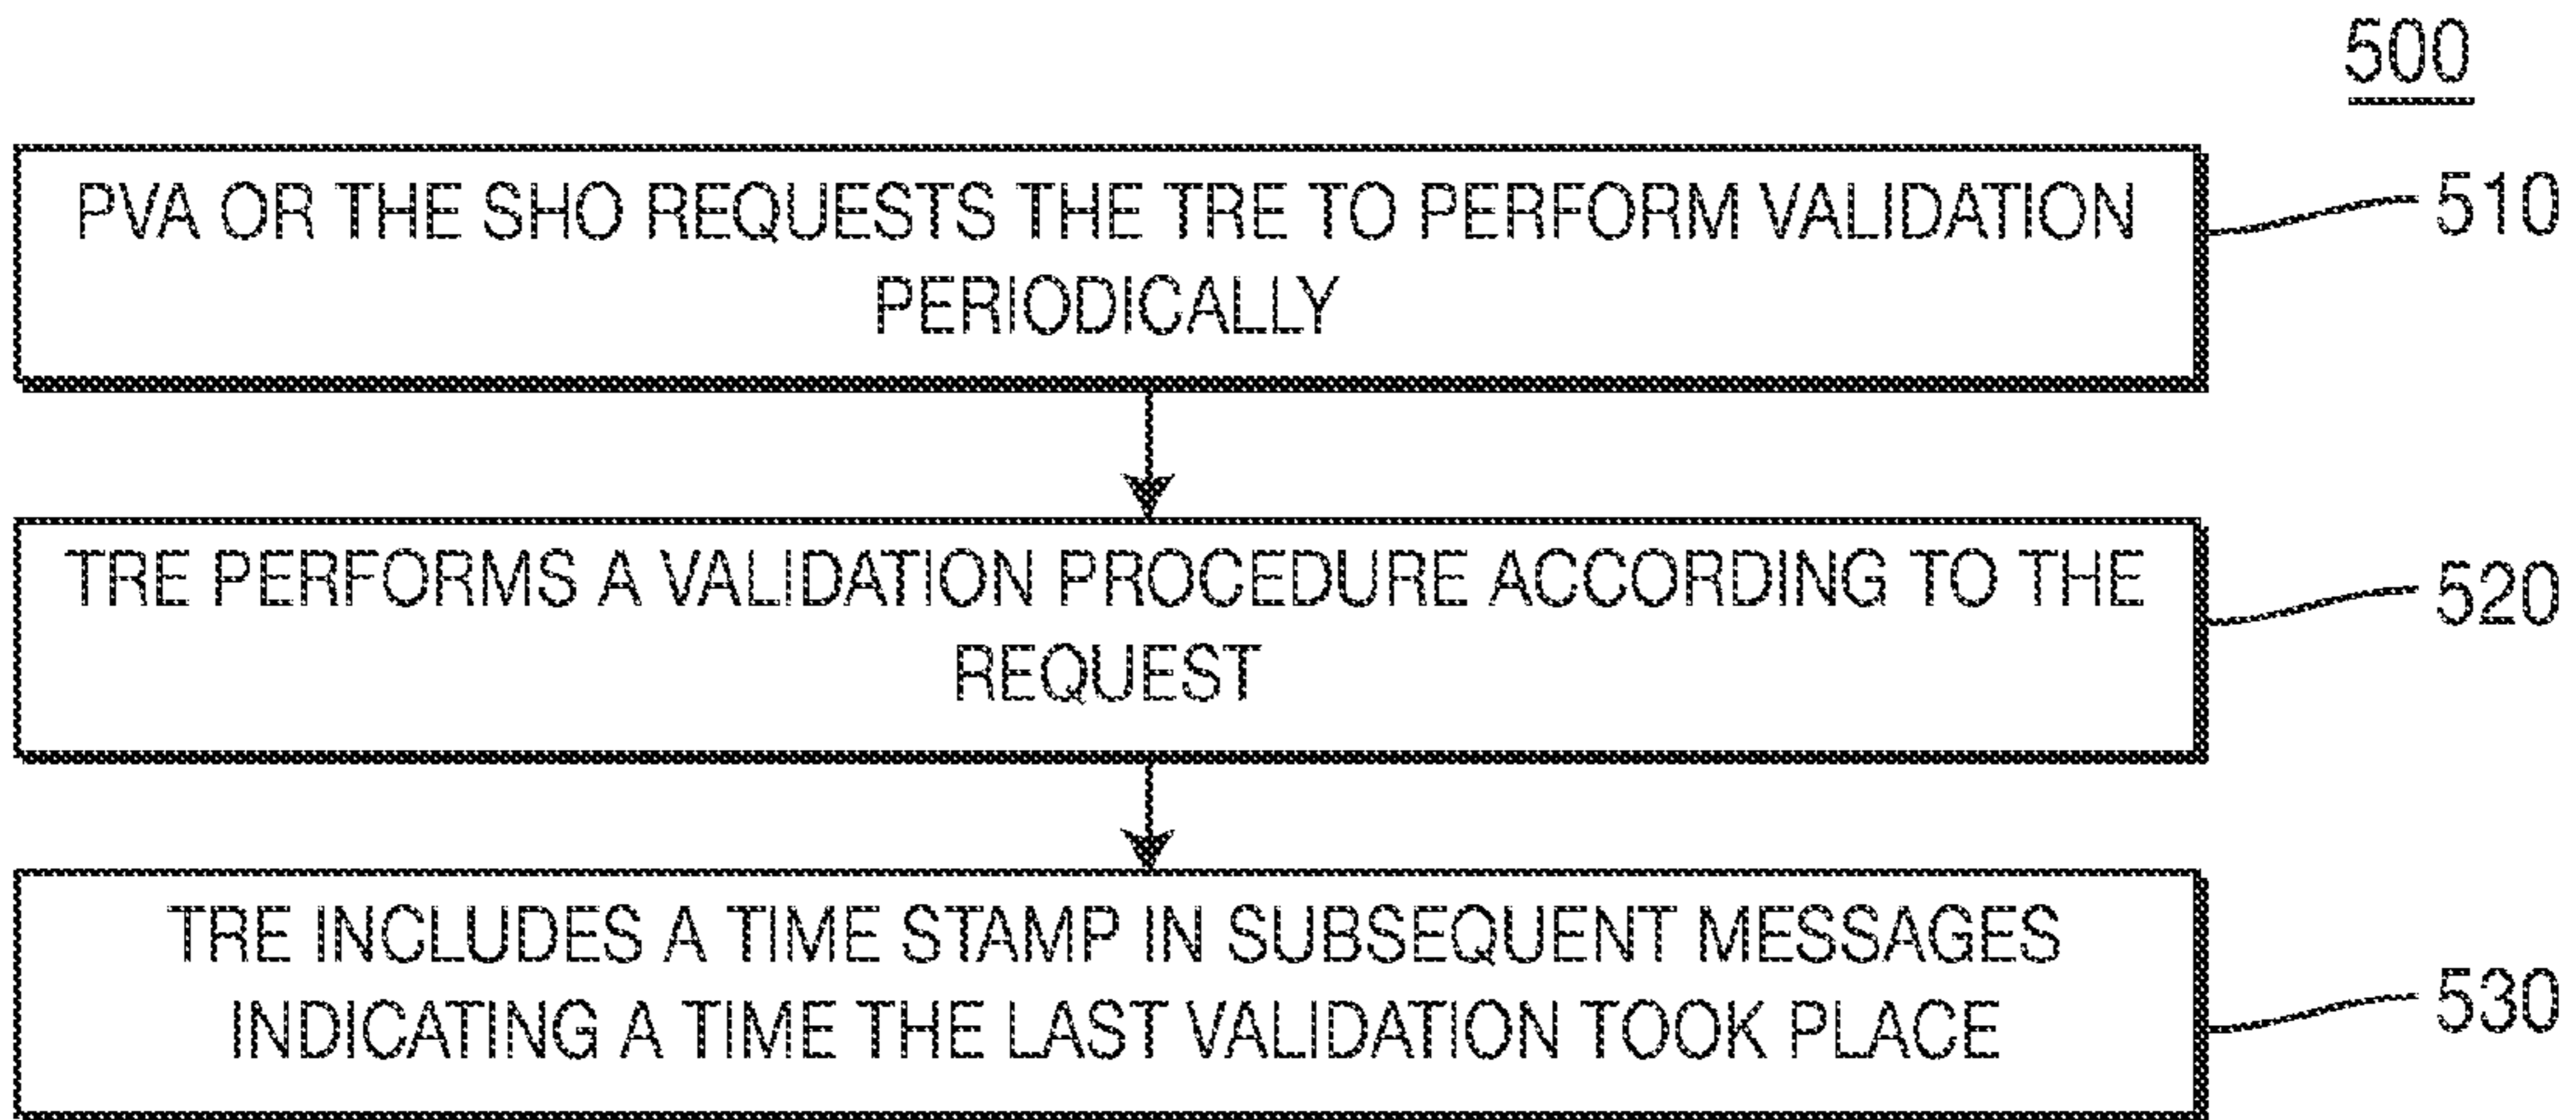 500
PVA OR THE SHO REQUESTS THE TRE TO PERFORM VALIDATION
PERIODICALLY
510
TRE PERFORMS A VALIDATION PROCEDURE ACCORDING TO THE
REQUEST
520
TRE INCLUDES A TIME STAMP IN SUBSEQUENT MESSAGES
INDICATING A TIME THE LAST VALIDATION TOOK PLACE
530